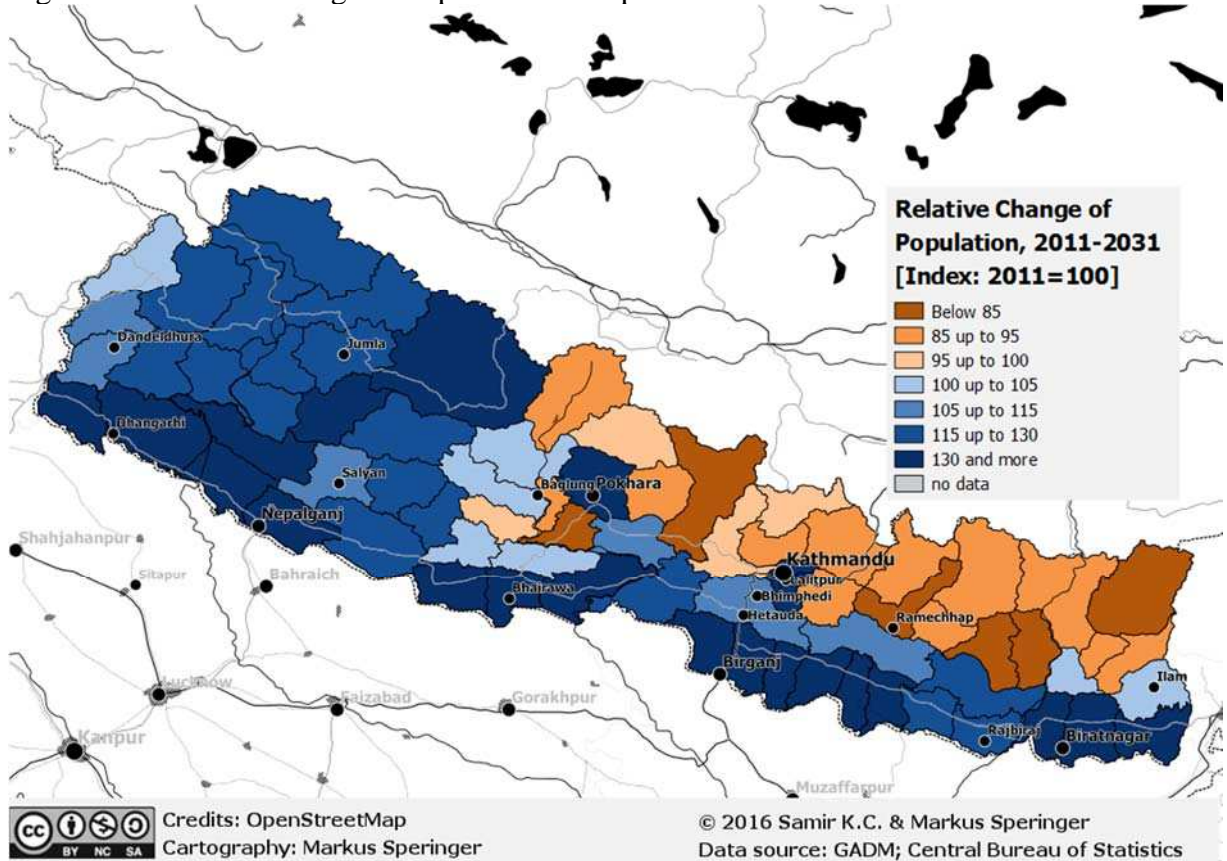 Dandeldhura
Jumla
Dhangarhi
Salyan
Baglung
Pokhara
Nepalganj
Shahjahanpur
Sitapur
Bahraich
Bhairawa
Kathmandu
Lalitpur
Bhimphedi
Hetauda
Ramechhap
Birganj
Ilam
Lucknow
Faizabad
Gorakhpur
Rajbiraj
Biratnagar
Kanpur
Muzaffarpur
Relative Change of
Population, 2011-2031
[Index: 2011=100]
Below 85
85 up to 95
95 up to 100
100 up to 105
105 up to 115
115 up to 130
130 and more
no data
cc BY NC SA
Credits: OpenStreetMap
Cartography: Markus Speringer
© 2016 Samir K.C. & Markus Speringer
Data source: GADM; Central Bureau of Statistics